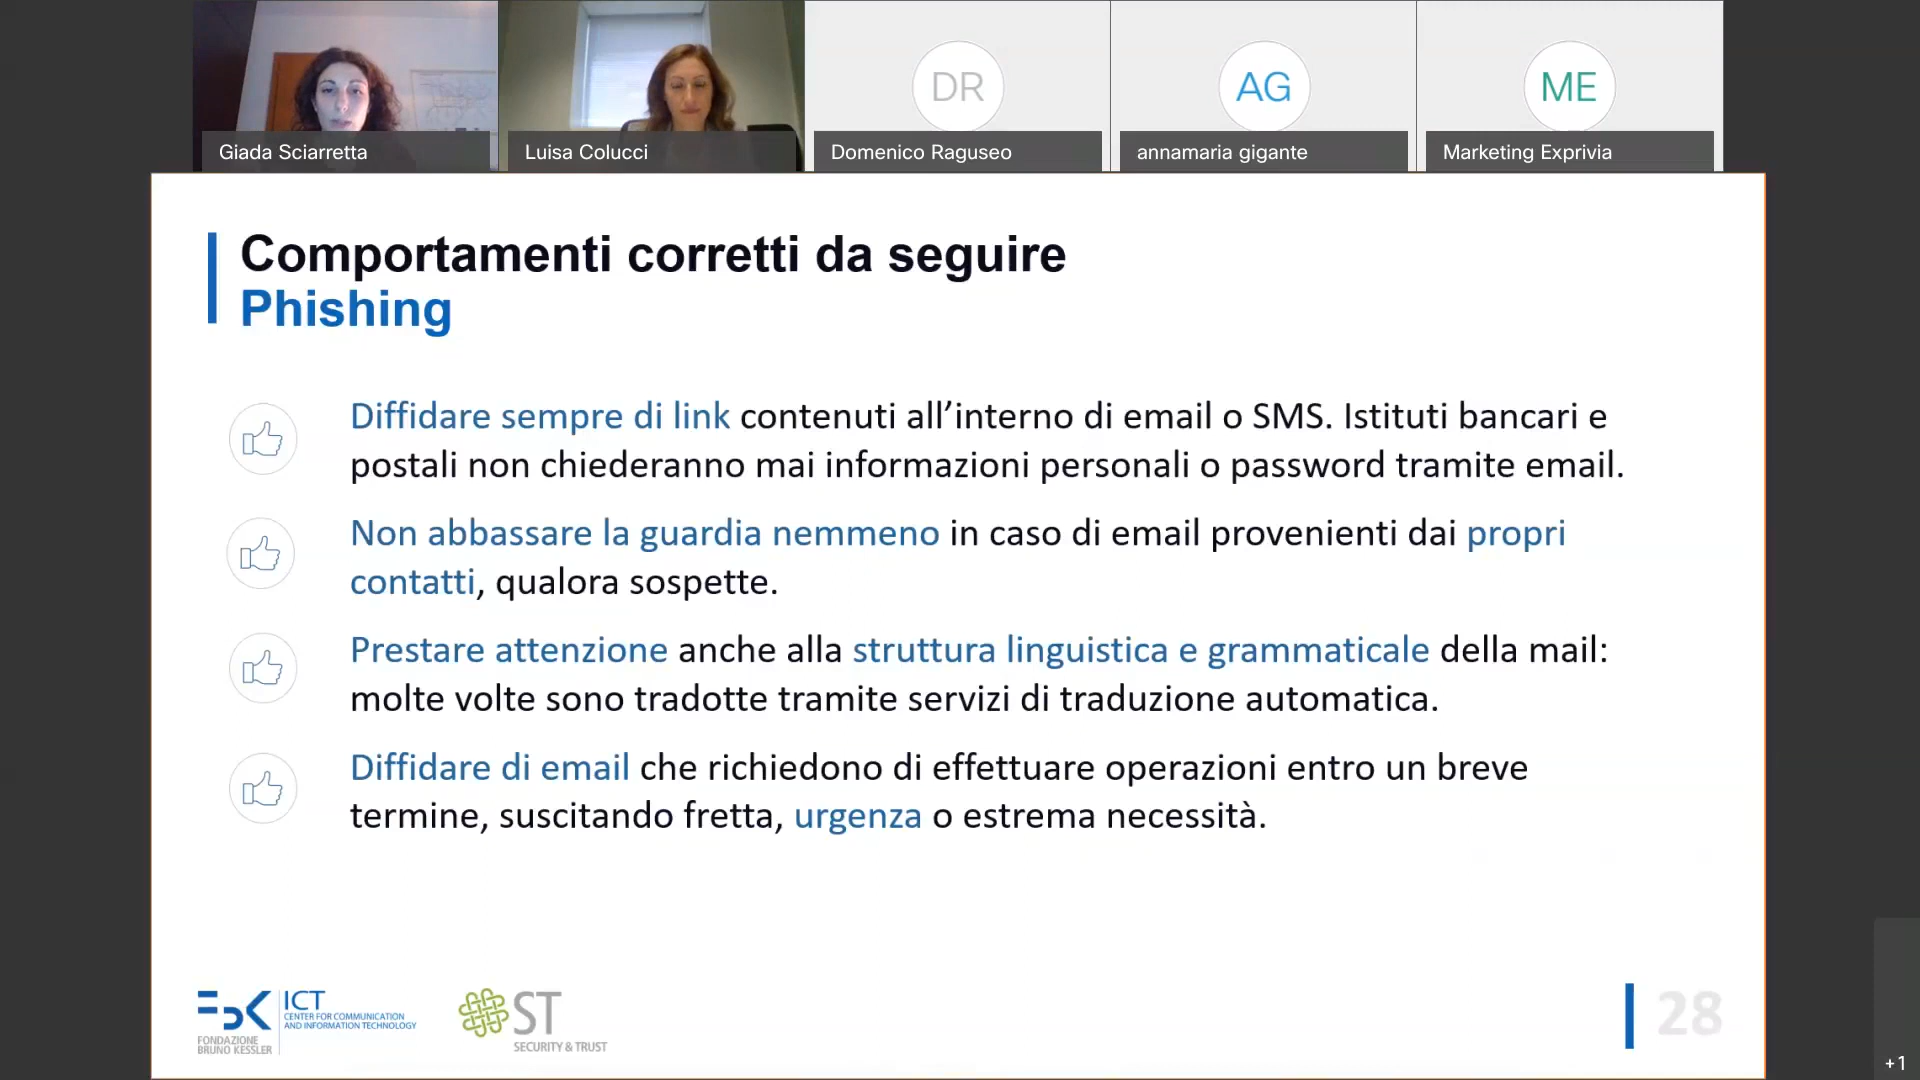 DR
AG
ME
Giada Sciarretta
Luisa Colucci
Domenico Raguseo
annamaria gigante
Marketing Exprivia
Comportamenti corretti da seguire
Phishing
Diffidare sempre di link contenuti all’interno di email o SMS. Istituti bancari e
postali non chiederanno mai informazioni personali o password tramite email.
Non abbassare la guardia nemmeno in caso di email provenienti dai propri
contatti, qualora sospette.
Prestare attenzione anche alla struttura linguistica e grammaticale della mail:
molte volte sono tradotte tramite servizi di traduzione automatica.
Diffidare di email che richiedono di effettuare operazioni entro un breve
termine, suscitando fretta, urgenza o estrema necessità.
FBK
FONDAZIONE
BRUNO KESSLER
ICT
CENTER FOR COMMUNICATION
AND INFORMATION TECHNOLOGY
ST
SECURITY & TRUST
28
+1